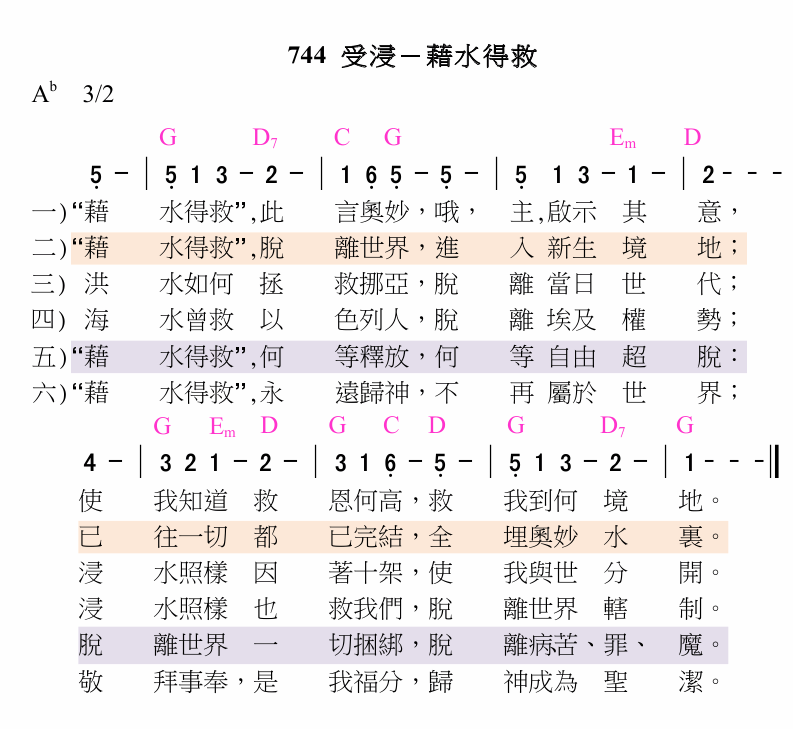 744 受浸－藉水得救
A♭ 3/2
G D7 C G Em D
5̣ － | 5̣ 1 3 － 2 － | 1 6̣ 5̣ － 5̣ － | 5̣ 1 3 － 1 － | 2 - - -
一)“藉 水得救”,此 言奧妙，哦， 主,啟示 其 意，
二)“藉 水得救”,脫 離世界，進 入 新生 境 地；
三) 洪 水如何 拯 救挪亞，脫 離 當日 世 代；
四) 海 水曾救 以 色列人，脫 離 埃及 權 勢；
五)“藉 水得救”,何 等釋放，何 等 自由 超 脫：
六)“藉 水得救”,永 遠歸神，不 再 屬於 世 界；
G Em D G C D G D7 G
4 － | 3 2 1 － 2 － | 3 1 6̣ － 5̣ － | 5̣ 1 3 － 2 － | 1 - - - ‖
使 我知道 救 恩何高，救 我到何 境 地。
已 往一切 都 已完結，全 埋奧妙 水 裏。
浸 水照樣 因 著十架，使 我與世 分 開。
浸 水照樣 也 救我們，脫 離世界 轄 制。
脫 離世界 一 切捆綁，脫 離病苦、罪、 魔。
敬 拜事奉，是 我福分，歸 神成為 聖 潔。